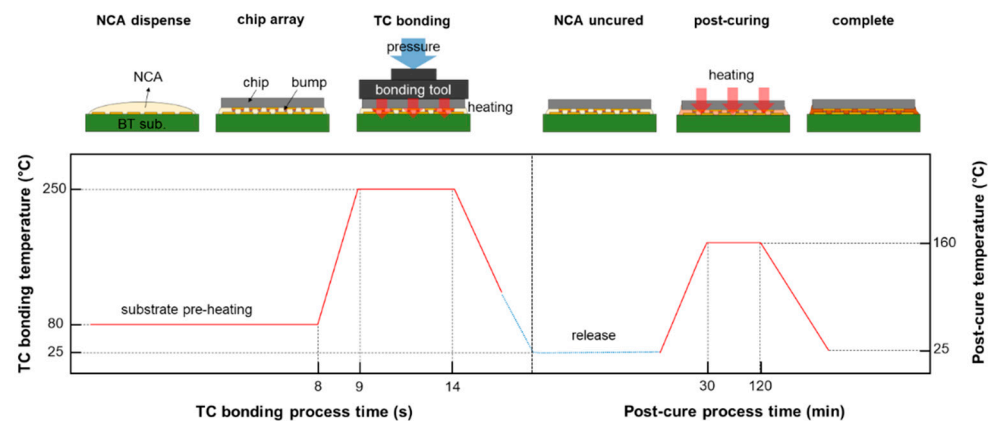 NCA dispense
chip array
TC bonding
NCA uncured
post-curing
complete
pressure
NCA
chip
bump
bonding tool
heating
heating
BT sub.
TC bonding temperature (°C)
250
80
25
substrate pre-heating
release
160
25
Post-cure temperature (°C)
8
9
14
30
120
TC bonding process time (s)
Post-cure process time (min)